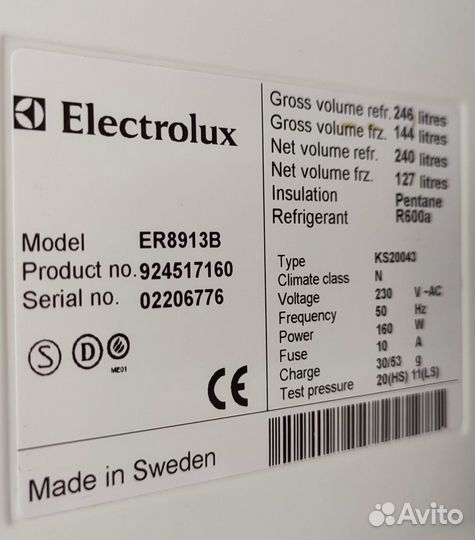 Electrolux
Model ER8913B
Product no. 924517160
Serial no. 02206776
S D
ME01
CE
Made in Sweden
Gross volume refr. 246 litres
Gross volume frz. 144 litres
Net volume refr. 240 litres
Net volume frz. 127 litres
Insulation Pentane
Refrigerant R600a
Type KS20043
Climate class N
Voltage 230 V ~AC
Frequency 50 Hz
Power 160 W
Fuse 10 A
Charge 30/53 g
Test pressure 20(HS) 11(LS)
Avito